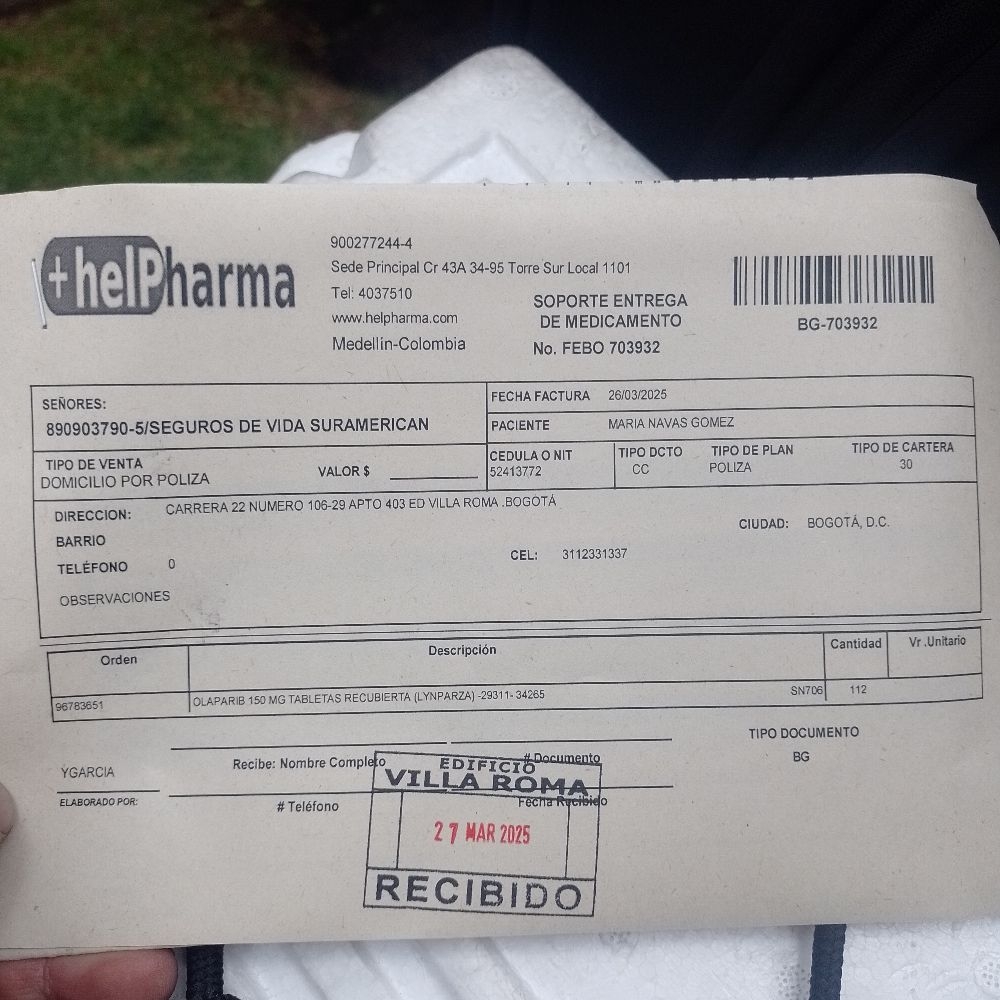 +helPharma
900277244-4
Sede Principal Cr 43A 34-95 Torre Sur Local 1101
Tel: 4037510
www.helpharma.com
Medellín-Colombia
SOPORTE ENTREGA
DE MEDICAMENTO
No. FEBO 703932
BG-703932
SEÑORES:
890903790-5/SEGUROS DE VIDA SURAMERICAN
FECHA FACTURA 26/03/2025
PACIENTE MARIA NAVAS GOMEZ
TIPO DE VENTA
DOMICILIO POR POLIZA
VALOR $
CEDULA O NIT
52413772
TIPO DCTO
CC
TIPO DE PLAN
POLIZA
TIPO DE CARTERA
30
DIRECCION: CARRERA 22 NUMERO 106-29 APTO 403 ED VILLA ROMA .BOGOTÁ
CIUDAD: BOGOTÁ, D.C.
BARRIO
TELÉFONO 0
CEL: 3112331337
OBSERVACIONES
Orden Descripción Cantidad Vr .Unitario
96783651 OLAPARIB 150 MG TABLETAS RECUBIERTA (LYNPARZA) -29311- 34265 SN706 112
TIPO DOCUMENTO
BG
Recibe: Nombre Completo # Documento
YGARCIA
ELABORADO POR:
# Teléfono Fecha Recibido
EDIFICIO
VILLA ROMA
27 MAR 2025
RECIBIDO